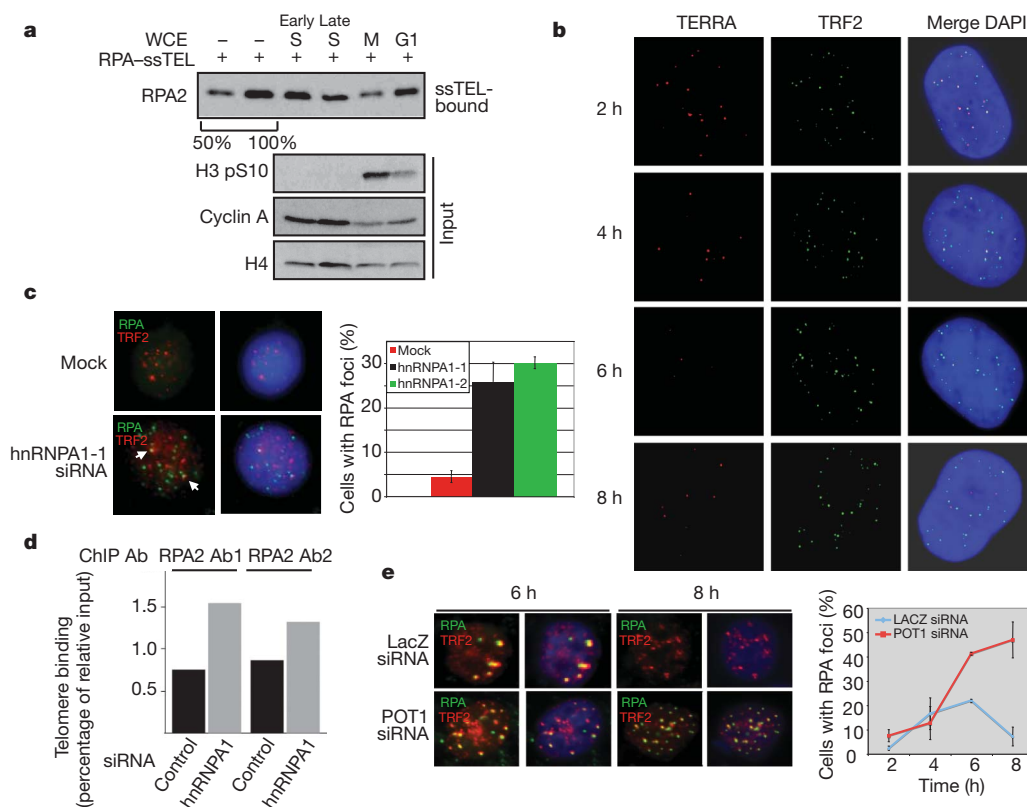 a
Early Late
WCE – – S S M G1
RPA–ssTEL + + + + + +
RPA2
ssTEL-
bound
50% 100%
H3 pS10
Cyclin A
H4
Input
b
TERRA TRF2 Merge DAPI
2 h
4 h
6 h
8 h
c
RPA
TRF2
Mock
RPA
TRF2
hnRNPA1-1
siRNA
Cells with RPA foci (%)
30
20
10
0
Mock
hnRNPA1-1
hnRNPA1-2
d
ChIP Ab RPA2 Ab1 RPA2 Ab2
Telomere binding
(percentage of relative input)
1.5
1.0
0.5
siRNA
Control
hnRNPA1
Control
hnRNPA1
e
6 h 8 h
LacZ
siRNA
RPA
TRF2
RPA
TRF2
POT1
siRNA
RPA
TRF2
RPA
TRF2
Cells with RPA foci (%)
60
50
40
30
20
10
0
LACZ siRNA
POT1 siRNA
2 4 6 8
Time (h)